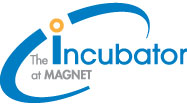 The incubator
at MAGNET